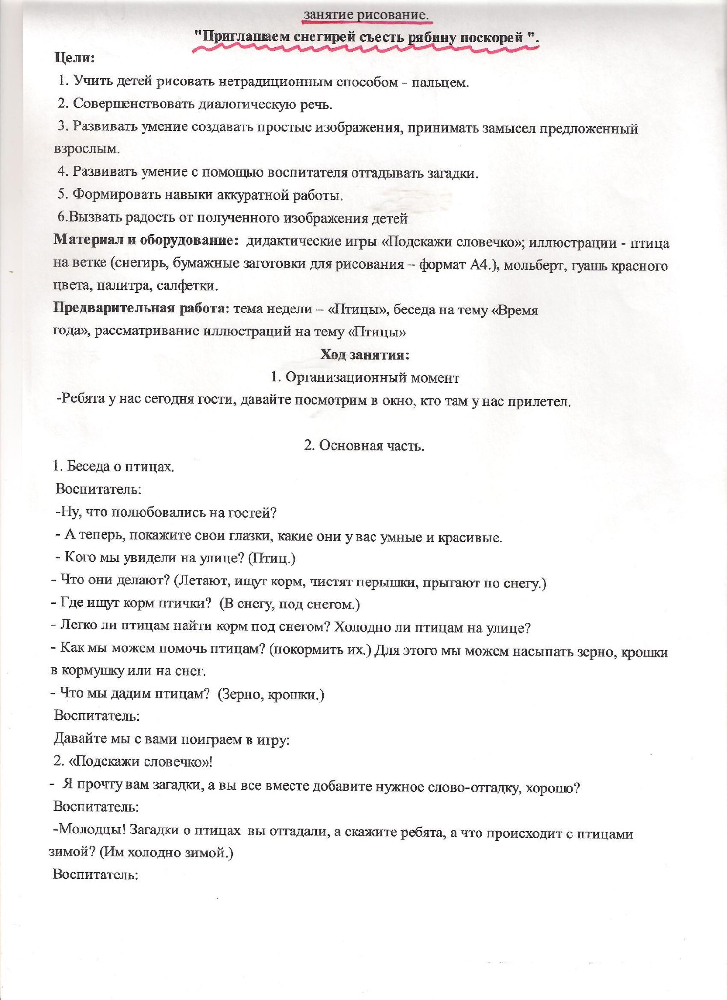 занятие рисование.
"Приглашаем снегирей съесть рябину поскорей ".
Цели:
1. Учить детей рисовать нетрадиционным способом - пальцем.
2. Совершенствовать диалогическую речь.
3. Развивать умение создавать простые изображения, принимать замысел предложенный
взрослым.
4. Развивать умение с помощью воспитателя отгадывать загадки.
5. Формировать навыки аккуратной работы.
6.Вызвать радость от полученного изображения детей
Материал и оборудование: дидактические игры «Подскажи словечко»; иллюстрации - птица
на ветке (снегирь, бумажные заготовки для рисования – формат А4.), мольберт, гуашь красного
цвета, палитра, салфетки.
Предварительная работа: тема недели – «Птицы», беседа на тему «Время
года», рассматривание иллюстраций на тему «Птицы»
Ход занятия:
1. Организационный момент
-Ребята у нас сегодня гости, давайте посмотрим в окно, кто там у нас прилетел.
2. Основная часть.
1. Беседа о птицах.
Воспитатель:
-Ну, что полюбовались на гостей?
- А теперь, покажите свои глазки, какие они у вас умные и красивые.
- Кого мы увидели на улице? (Птиц.)
- Что они делают? (Летают, ищут корм, чистят перышки, прыгают по снегу.)
- Где ищут корм птички? (В снегу, под снегом.)
- Легко ли птицам найти корм под снегом? Холодно ли птицам на улице?
- Как мы можем помочь птицам? (покормить их.) Для этого мы можем насыпать зерно, крошки
в кормушку или на снег.
- Что мы дадим птицам? (Зерно, крошки.)
Воспитатель:
Давайте мы с вами поиграем в игру:
2. «Подскажи словечко»!
- Я прочту вам загадки, а вы все вместе добавите нужное слово-отгадку, хорошо?
Воспитатель:
-Молодцы! Загадки о птицах вы отгадали, а скажите ребята, а что происходит с птицами
зимой? (Им холодно зимой.)
Воспитатель: